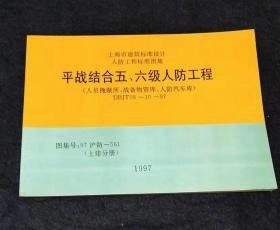 上海市建筑标准设计
人防工程标准图集
平战结合五、六级人防工程
(人员掩蔽所、战备物资库、人防汽车库)
DBJT08—10—97
图集号:97沪防—561
(土建分册)
1997